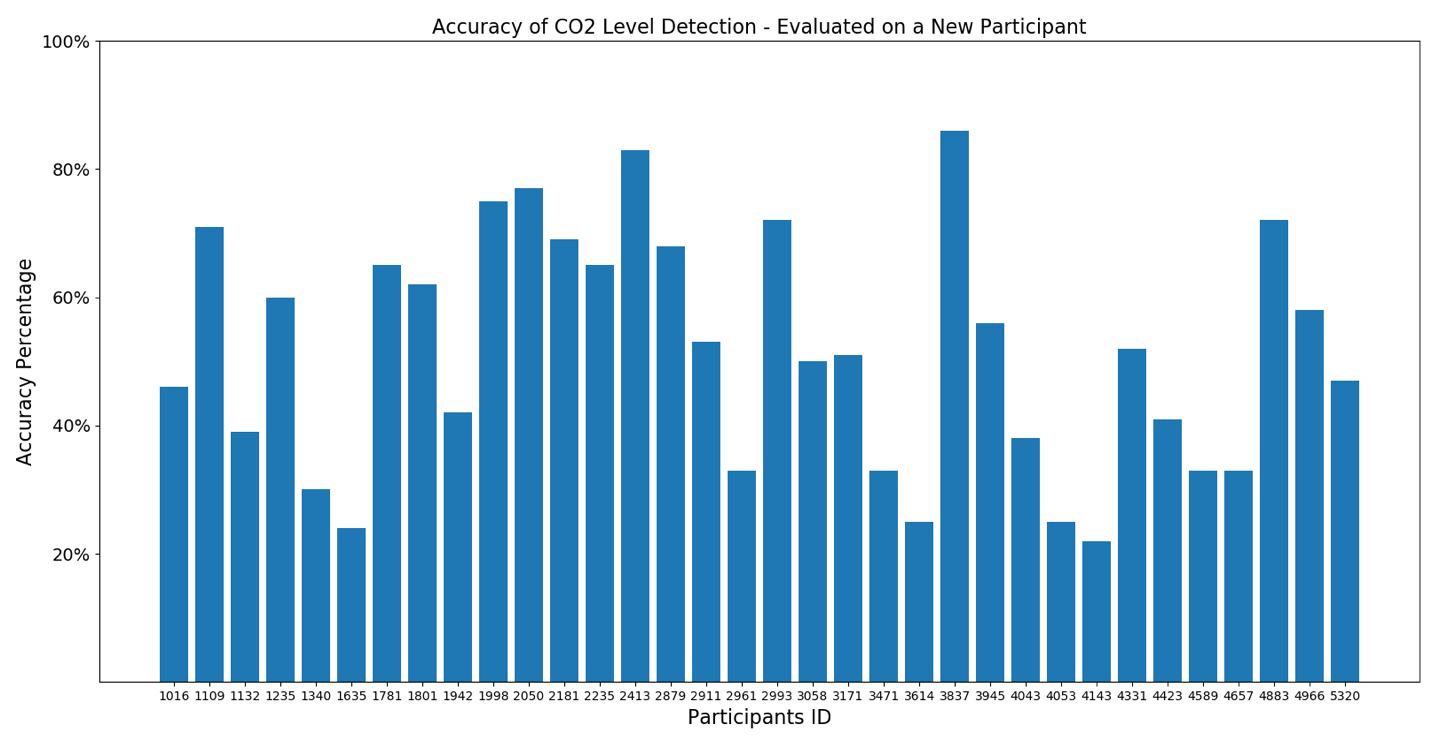 Accuracy of CO2 Level Detection - Evaluated on a New Participant
100%
80%
60%
40%
20%
Accuracy Percentage
1016 1109 1132 1235 1340 1635 1781 1801 1942 1998 2050 2181 2235 2413 2879 2911 2961 2993 3058 3171 3471 3614 3837 3945 4043 4053 4143 4331 4423 4589 4657 4883 4966 5320
Participants ID